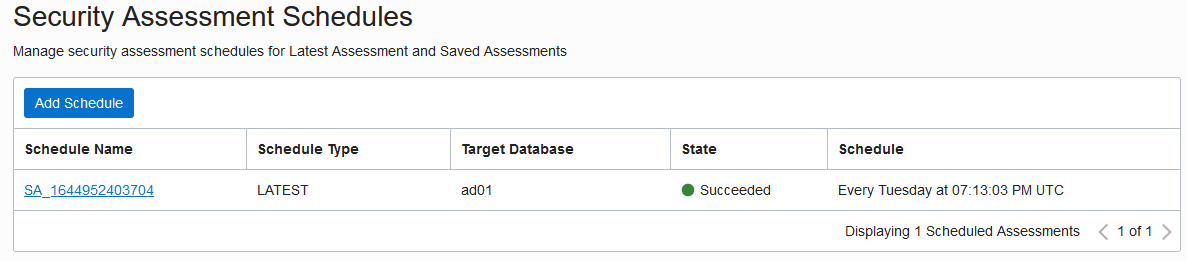 Security Assessment Schedules
Manage security assessment schedules for Latest Assessment and Saved Assessments
Add Schedule
Schedule Name Schedule Type Target Database State Schedule
SA_1644952403704 LATEST ad01 Succeeded Every Tuesday at 07:13:03 PM UTC
Displaying 1 Scheduled Assessments 1 of 1